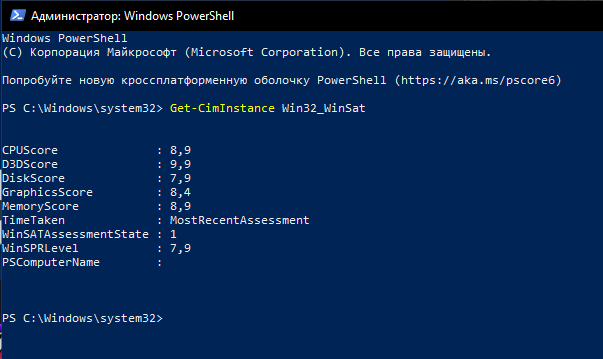 Администратор: Windows PowerShell
Windows PowerShell
(C) Корпорация Майкрософт (Microsoft Corporation). Все права защищены.
Попробуйте новую кроссплатформенную оболочку PowerShell (https://aka.ms/pscore6)
PS C:\Windows\system32> Get-CimInstance Win32_WinSat
CPUScore : 8,9
D3DScore : 9,9
DiskScore : 7,9
GraphicsScore : 8,4
MemoryScore : 8,9
TimeTaken : MostRecentAssessment
WinSATAssessmentState : 1
WinSPRLevel : 7,9
PSComputerName :
PS C:\Windows\system32>